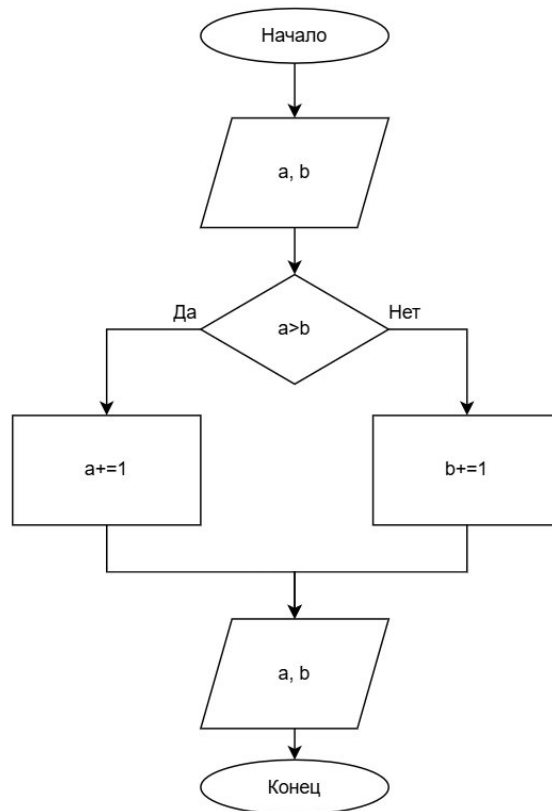 Начало
a, b
Да
a>b
Нет
a+=1
b+=1
a, b
Конец